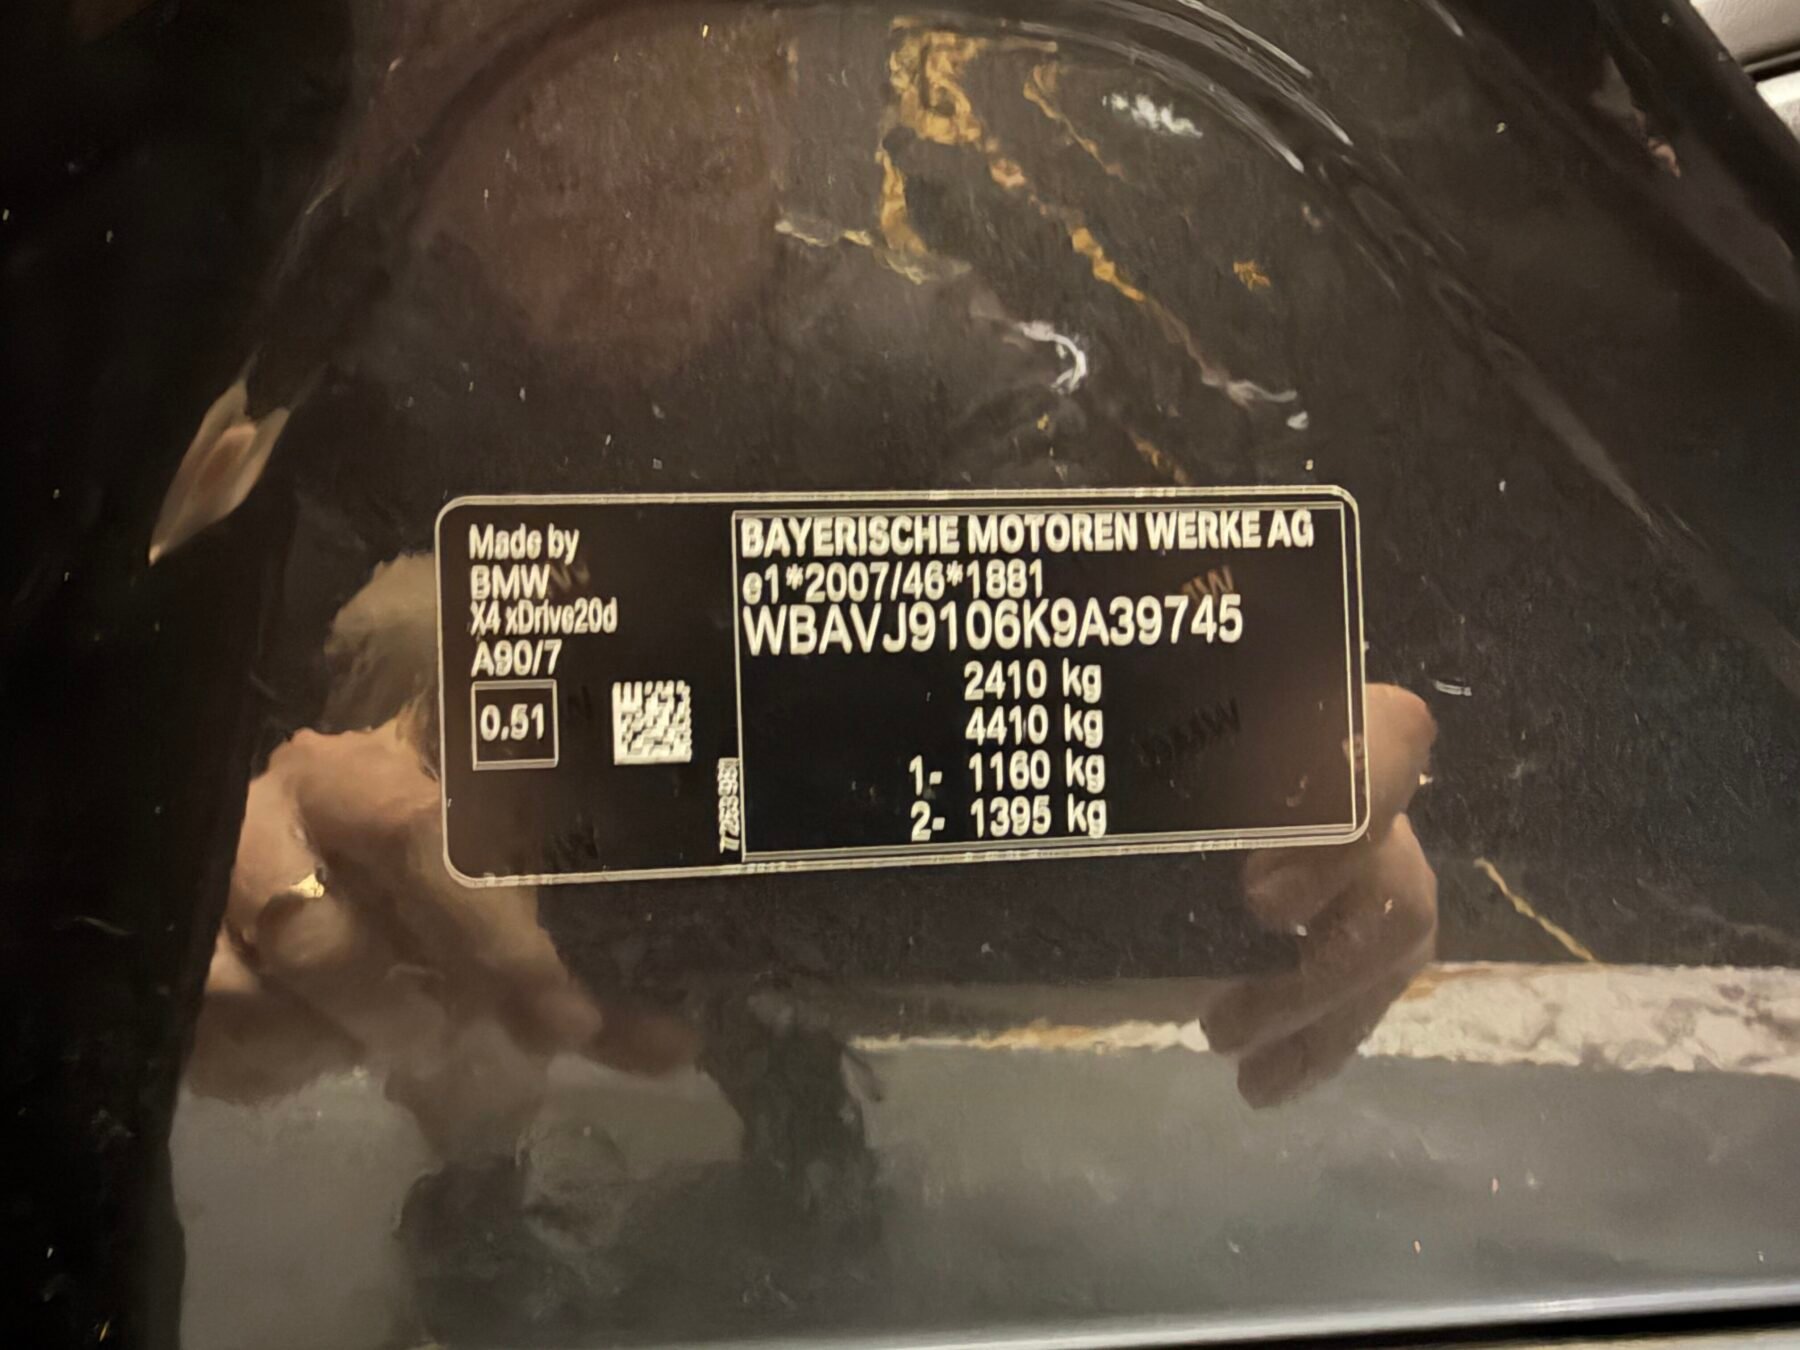 Made by
BMW
X4 xDrive20d
A90/7
0.51
BAYERISCHE MOTOREN WERKE AG
e1*2007/46*1881
WBAVJ9106K9A39745
2410 kg
4410 kg
1- 1160 kg
2- 1395 kg